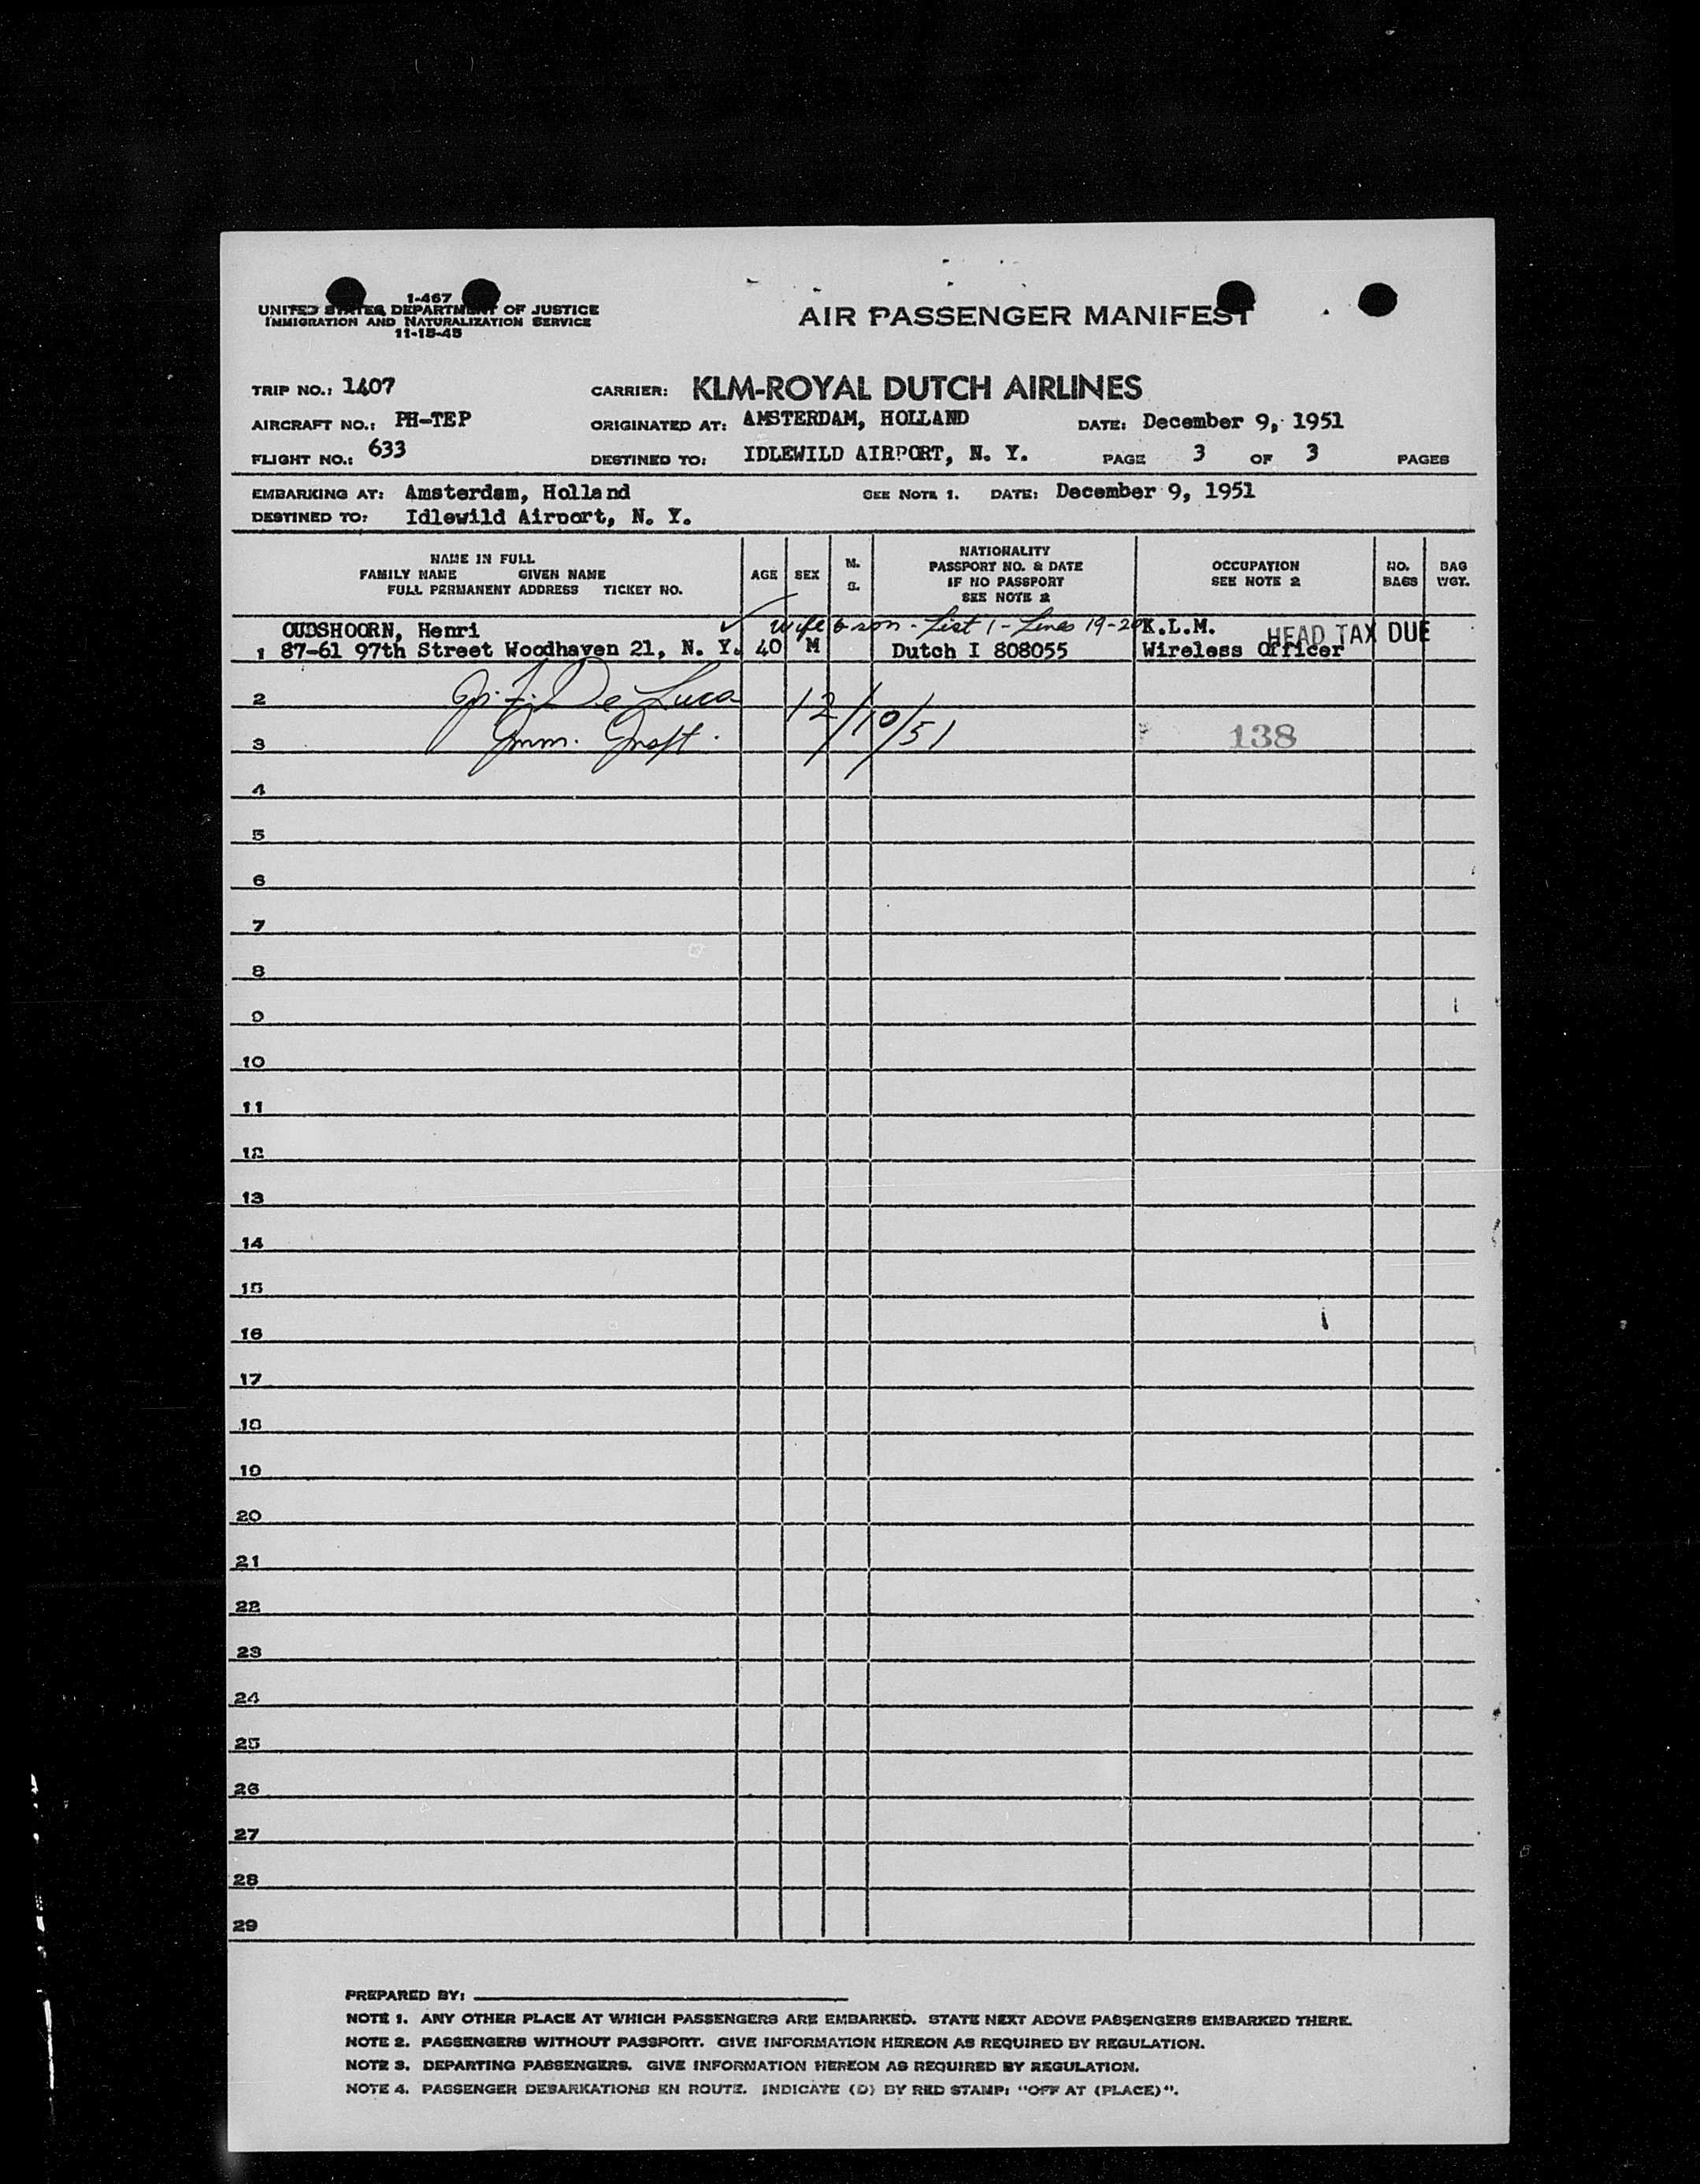 1-467
UNITED STATES DEPARTMENT OF JUSTICE
IMMIGRATION AND NATURALIZATION SERVICE
11-15-45
AIR PASSENGER MANIFEST
TRIP NO.: 1407
CARRIER: KLM-ROYAL DUTCH AIRLINES
AIRCRAFT NO.: PH-TEP
ORIGINATED AT: AMSTERDAM, HOLLAND
DATE: December 9, 1951
FLIGHT NO.: 633
DESTINED TO: IDLEWILD AIRPORT, N. Y.
PAGE 3 OF 3 PAGES
EMBARKING AT: Amsterdam, Holland
SEE NOTE 1. DATE: December 9, 1951
DESTINED TO: Idlewild Airport, N. Y.
NAME IN FULL
FAMILY NAME GIVEN NAME
FULL PERMANENT ADDRESS TICKET NO.
AGE
SEX
M.
S.
NATIONALITY
PASSPORT NO. & DATE
IF NO PASSPORT
SEE NOTE 2
OCCUPATION
SEE NOTE 2
NO.
BAGS
BAG
WGT.
OUDSHOORN, Henri
wife & son - List 1 - Lines 19-20
K.L.M.
HEAD TAX DUE
1 87-61 97th Street Woodhaven 21, N. Y. 40 M Dutch I 808055 Wireless Officer
2 De Luca 12/10/51
3 Imm. Inspt. 138
4
5
6
7
8
9
10
11
12
13
14
15
16
17
18
19
20
21
22
23
24
25
26
27
28
29
PREPARED BY:
NOTE 1. ANY OTHER PLACE AT WHICH PASSENGERS ARE EMBARKED. STATE NEXT ABOVE PASSENGERS EMBARKED THERE.
NOTE 2. PASSENGERS WITHOUT PASSPORT. GIVE INFORMATION HEREON AS REQUIRED BY REGULATION.
NOTE 3. DEPARTING PASSENGERS. GIVE INFORMATION HEREON AS REQUIRED BY REGULATION.
NOTE 4. PASSENGER DEBARKATIONS EN ROUTE. INDICATE (D) BY RED STAMP: "OFF AT (PLACE)".